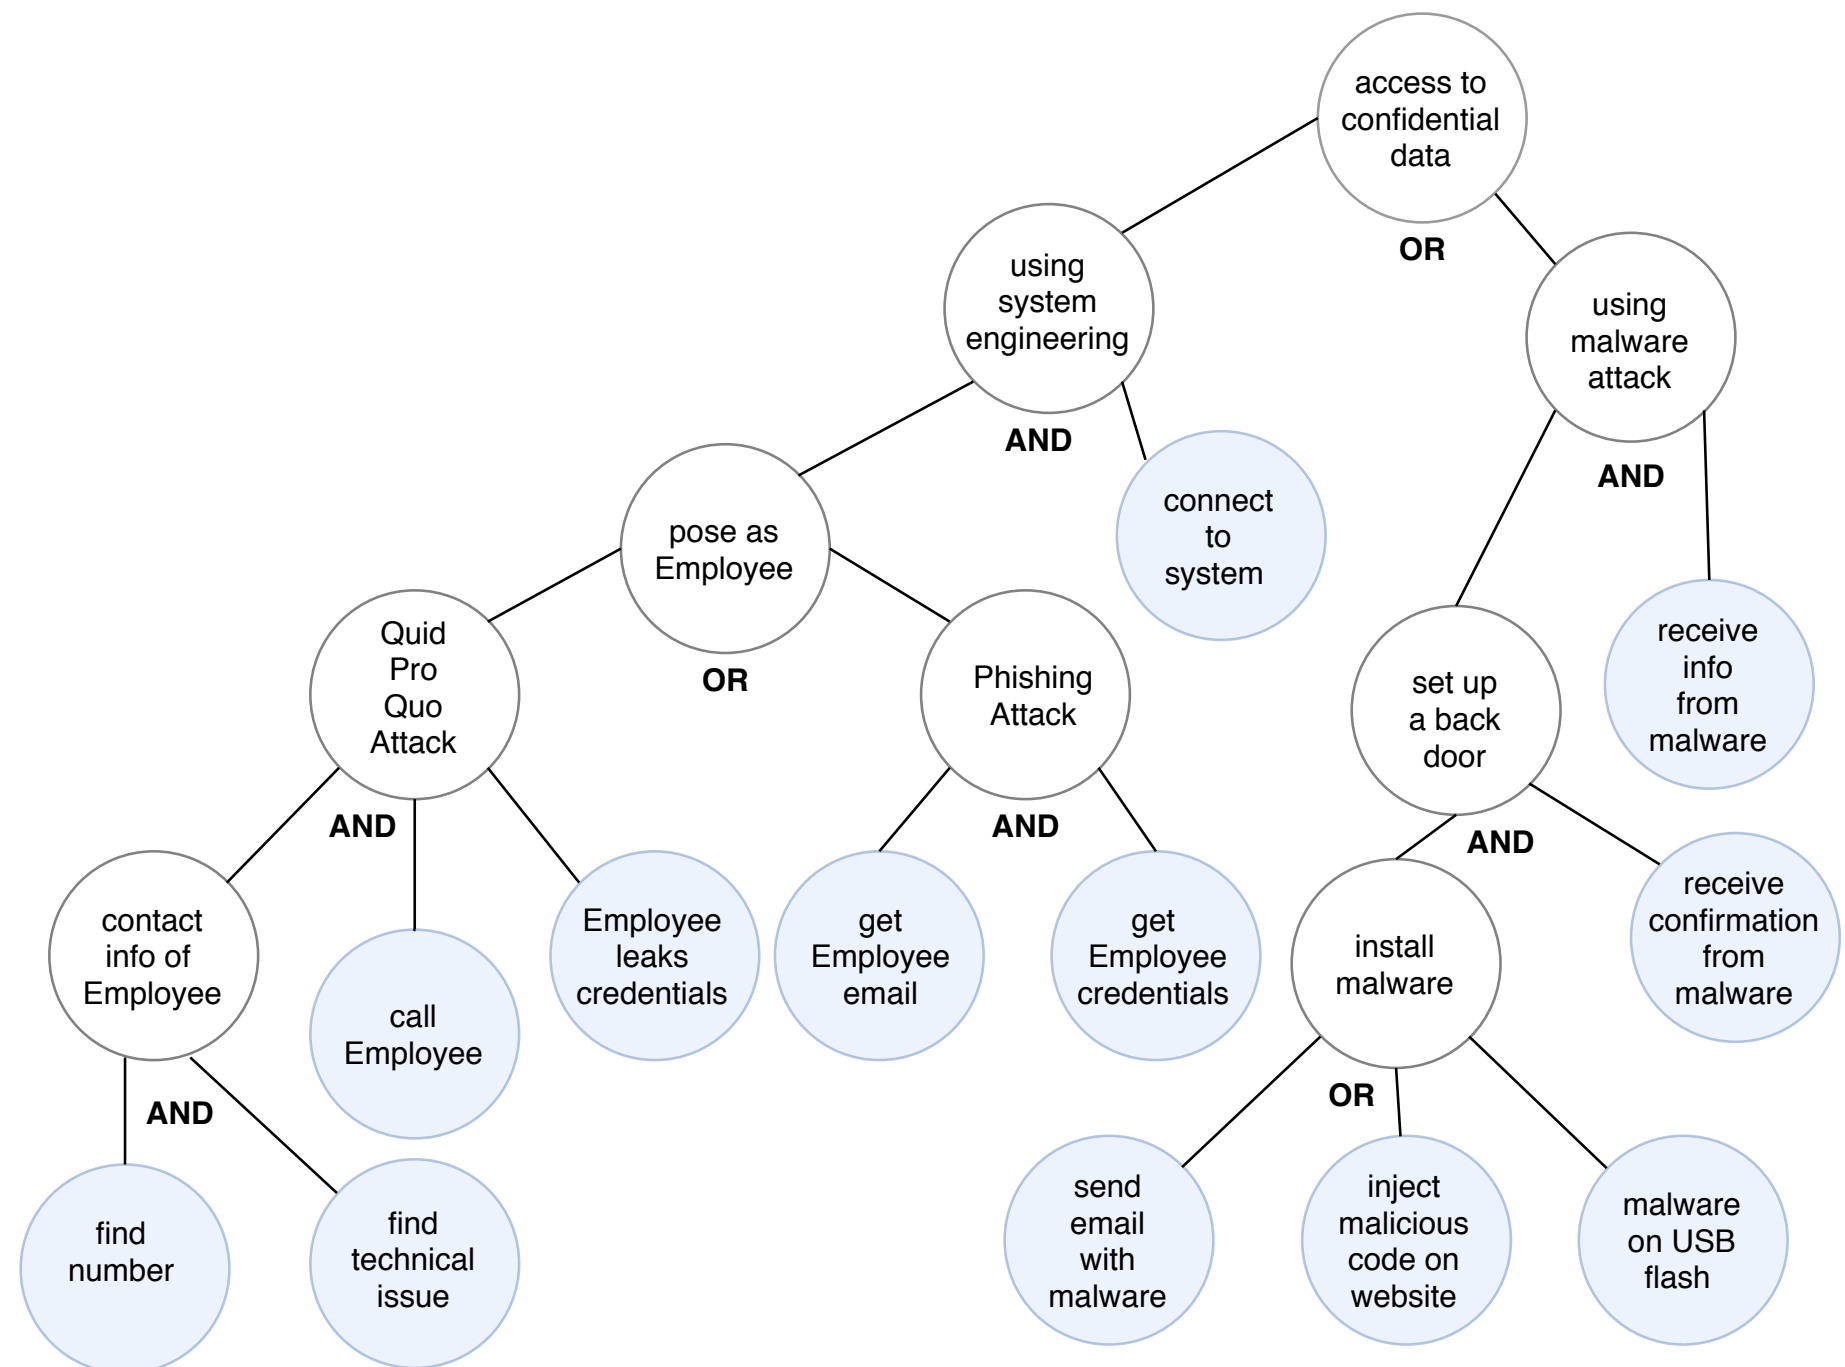 access to
confidential
data
OR
using
system
engineering
AND
using
malware
attack
AND
pose as
Employee
OR
connect
to
system
Quid
Pro
Quo
Attack
AND
Phishing
Attack
AND
set up
a back
door
AND
receive
info
from
malware
contact
info of
Employee
AND
call
Employee
Employee
leaks
credentials
get
Employee
email
get
Employee
credentials
install
malware
OR
receive
confirmation
from
malware
find
number
find
technical
issue
send
email
with
malware
inject
malicious
code on
website
malware
on USB
flash